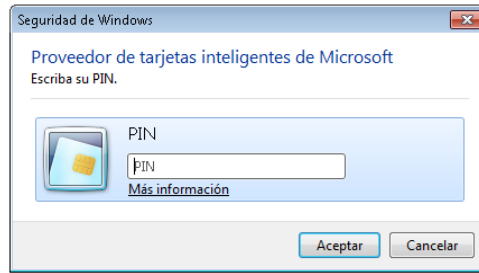 Seguridad de Windows
Proveedor de tarjetas inteligentes de Microsoft
Escriba su PIN.
PIN
PIN
Más información
Aceptar
Cancelar